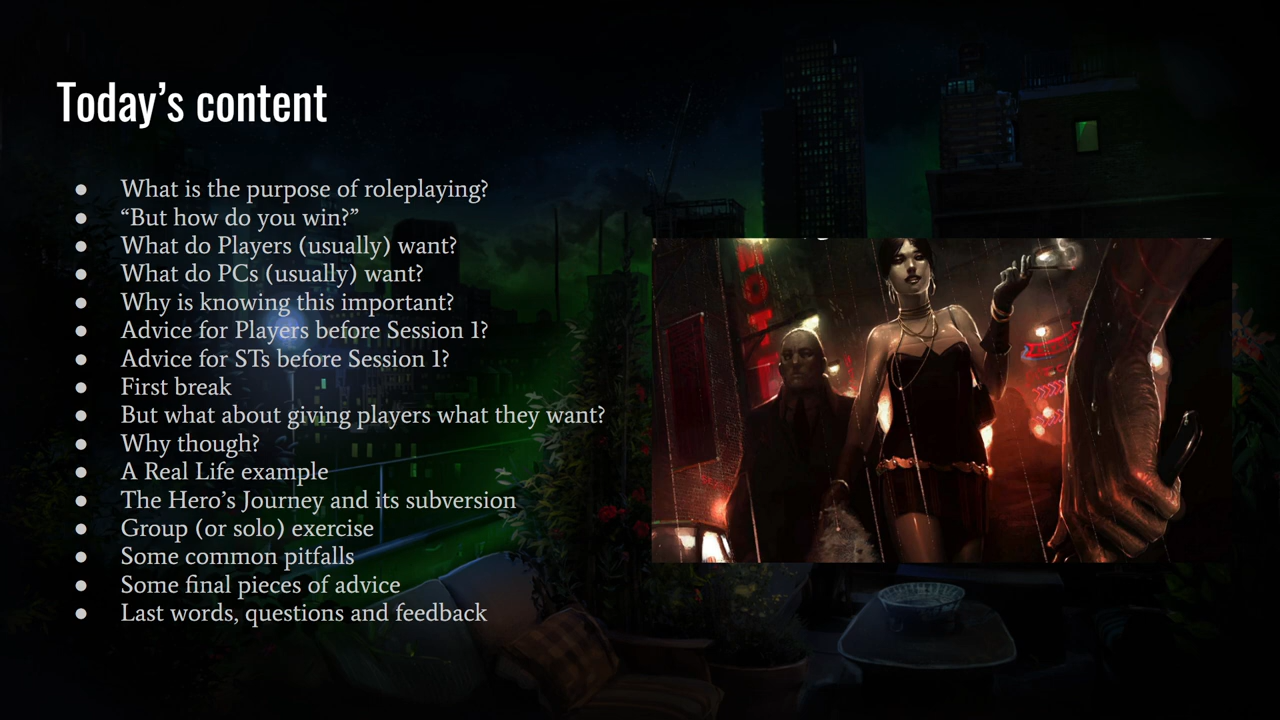 Today’s content
● What is the purpose of roleplaying?
● “But how do you win?”
● What do Players (usually) want?
● What do PCs (usually) want?
● Why is knowing this important?
● Advice for Players before Session 1?
● Advice for STs before Session 1?
● First break
● But what about giving players what they want?
● Why though?
● A Real Life example
● The Hero’s Journey and its subversion
● Group (or solo) exercise
● Some common pitfalls
● Some final pieces of advice
● Last words, questions and feedback